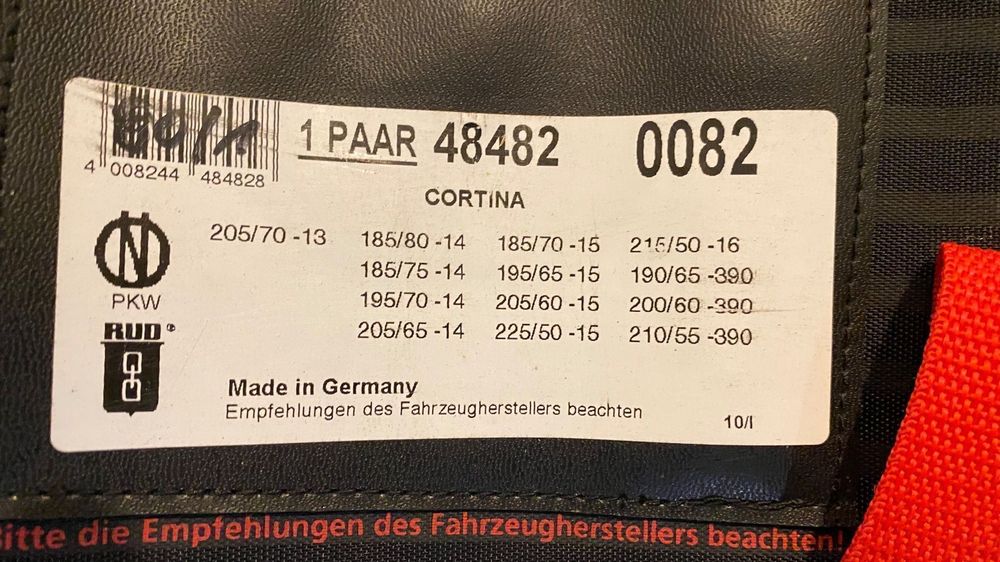 60/1
1 PAAR 48482 0082
4 008244 484828
CORTINA
205/70 -13 185/80 -14 185/70 -15 215/50 -16
185/75 -14 195/65 -15 190/65 -390
195/70 -14 205/60 -15 200/60 -390
205/65 -14 225/50 -15 210/55 -390
N
PKW
RUD®
Made in Germany
Empfehlungen des Fahrzeugherstellers beachten
10/I
Bitte die Empfehlungen des Fahrzeugherstellers beachten!